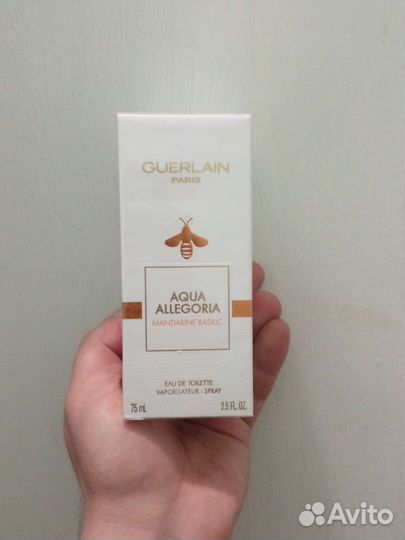 GUERLAIN
PARIS
AQUA
ALLEGORIA
MANDARINE BASILIC
EAU DE TOILETTE
VAPORISATEUR - SPRAY
75 mL 2.5 FL.OZ.
Avito